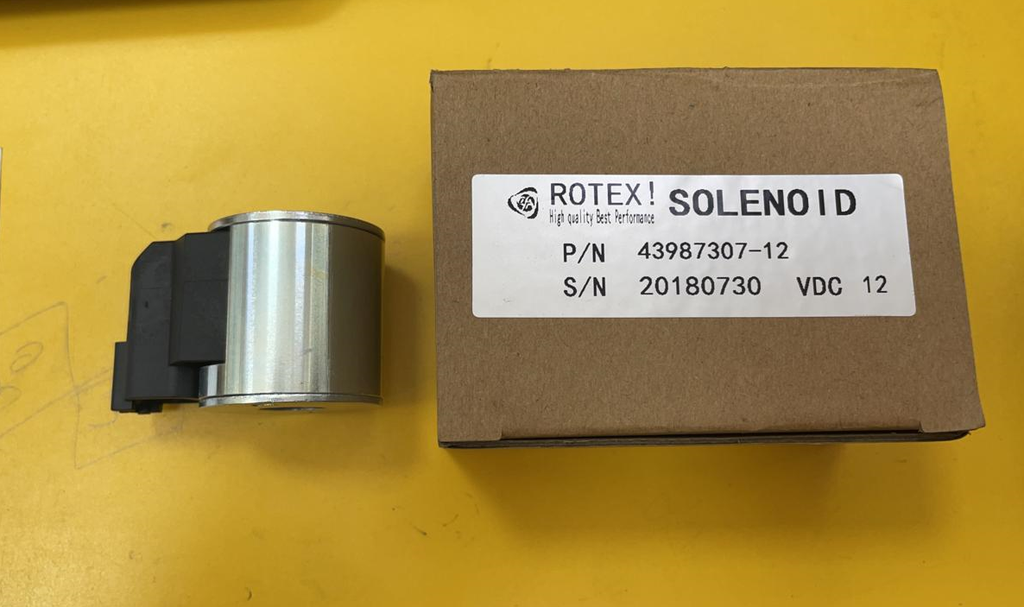 ROTEX! SOLENOID
High quality Best Performance
P/N 43987307-12
S/N 20180730 VDC 12